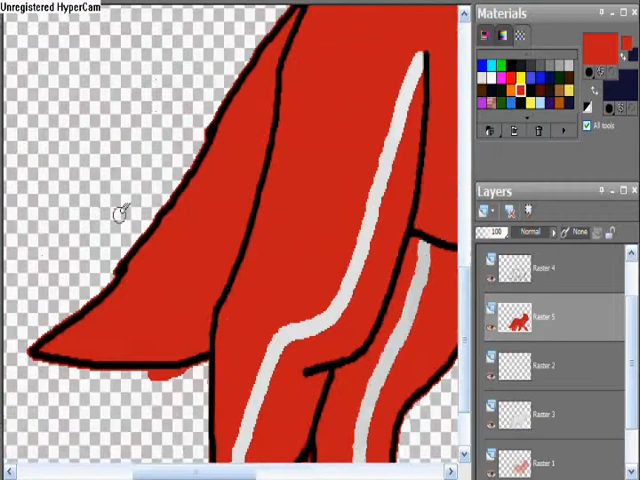 Unregistered HyperCam
Materials
All tools
Layers
100 Normal None
Raster 4
Raster 5
Raster 2
Raster 3
Raster 1